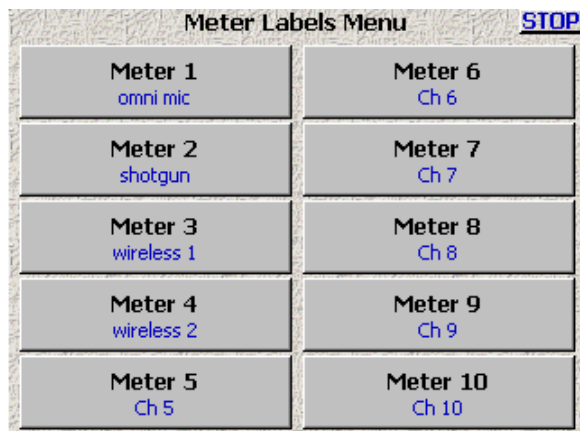 Meter Labels Menu
STOP
Meter 1
omni mic
Meter 6
Ch 6
Meter 2
shotgun
Meter 7
Ch 7
Meter 3
wireless 1
Meter 8
Ch 8
Meter 4
wireless 2
Meter 9
Ch 9
Meter 5
Ch 5
Meter 10
Ch 10